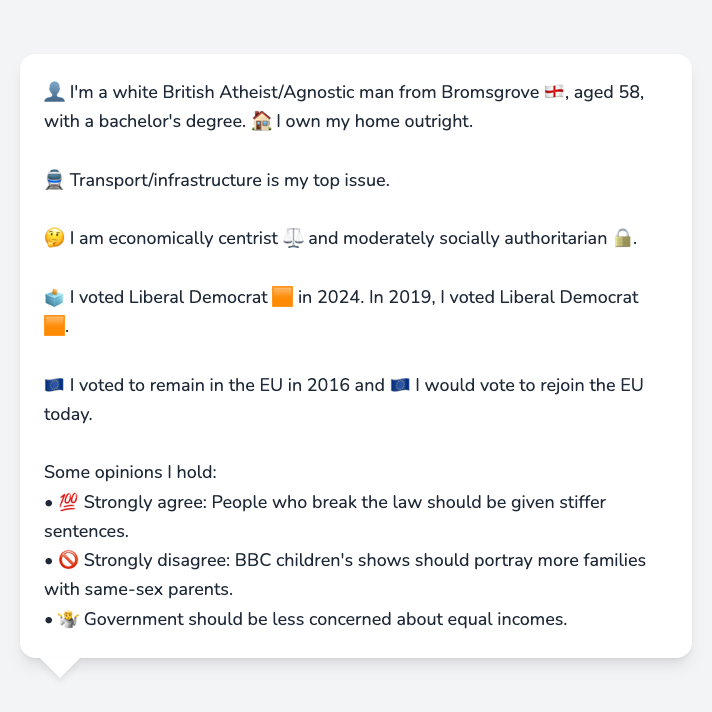 👤 I'm a white British Atheist/Agnostic man from Bromsgrove 🏴󠁧󠁢󠁥󠁮󠁧󠁿, aged 58,
with a bachelor's degree. 🏠 I own my home outright.
🚆 Transport/infrastructure is my top issue.
🤔 I am economically centrist ⚖️ and moderately socially authoritarian 🔒.
🗳️ I voted Liberal Democrat 🟧 in 2024. In 2019, I voted Liberal Democrat
🟧.
🇪🇺 I voted to remain in the EU in 2016 and 🇪🇺 I would vote to rejoin the EU
today.
Some opinions I hold:
• 💯 Strongly agree: People who break the law should be given stiffer
sentences.
• 🚫 Strongly disagree: BBC children's shows should portray more families
with same-sex parents.
• 🤷 Government should be less concerned about equal incomes.